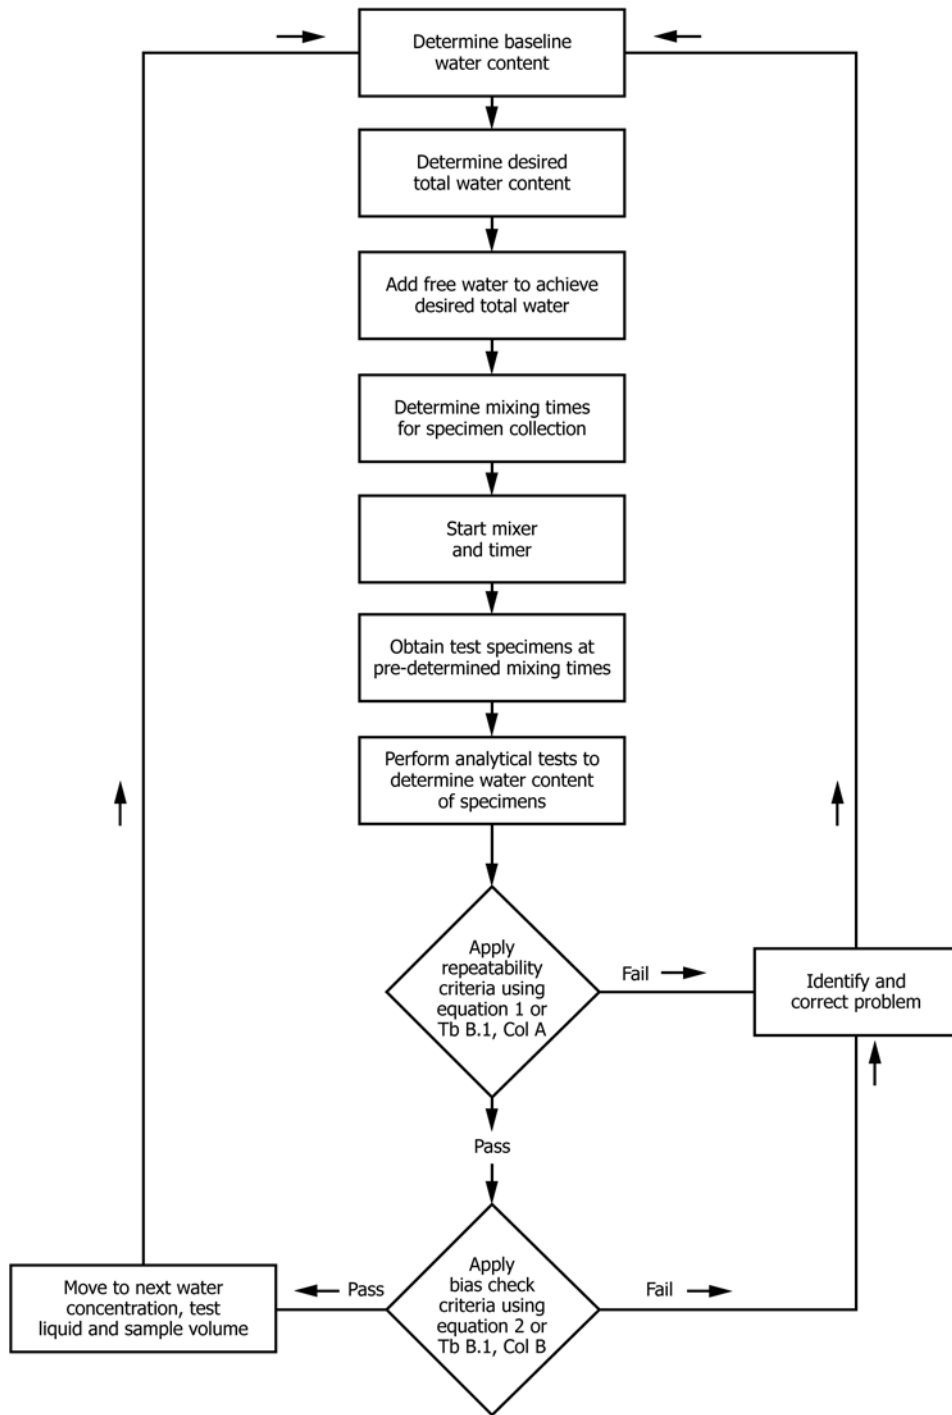 Determine baseline
water content
Determine desired
total water content
Add free water to achieve
desired total water
Determine mixing times
for specimen collection
Start mixer
and timer
Obtain test specimens at
pre-determined mixing times
Perform analytical tests to
determine water content
of specimens
Apply
repeatability
criteria using
equation 1 or
Tb B.1, Col A
Fail
Identify and
correct problem
Pass
Apply
bias check
criteria using
equation 2 or
Tb B.1, Col B
Pass
Fail
Move to next water
concentration, test
liquid and sample volume